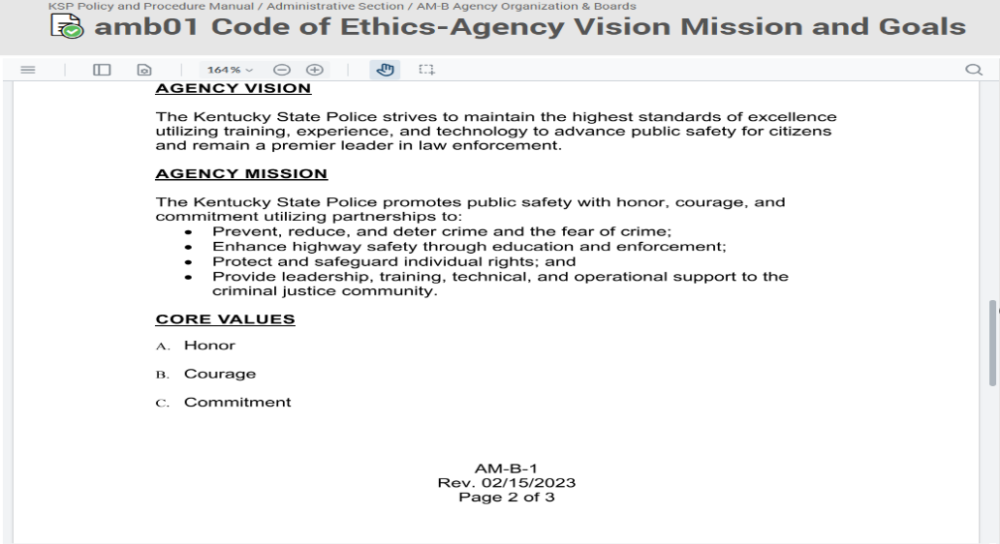 KSP Policy and Procedure Manual / Administrative Section / AM-B Agency Organization & Boards
amb01 Code of Ethics-Agency Vision Mission and Goals
164%
AGENCY VISION
The Kentucky State Police strives to maintain the highest standards of excellence
utilizing training, experience, and technology to advance public safety for citizens
and remain a premier leader in law enforcement.
AGENCY MISSION
The Kentucky State Police promotes public safety with honor, courage, and
commitment utilizing partnerships to:
• Prevent, reduce, and deter crime and the fear of crime;
• Enhance highway safety through education and enforcement;
• Protect and safeguard individual rights; and
• Provide leadership, training, technical, and operational support to the
criminal justice community.
CORE VALUES
A. Honor
B. Courage
C. Commitment
AM-B-1
Rev. 02/15/2023
Page 2 of 3